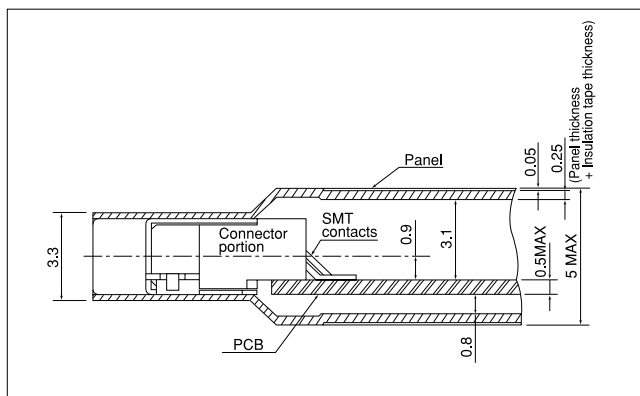 Panel
(Panel thickness
+ Insulation tape thickness)
0.05
0.25
Connector
portion
SMT
contacts
3.3
0.9
3.1
0.5MAX
5 MAX
PCB
0.8